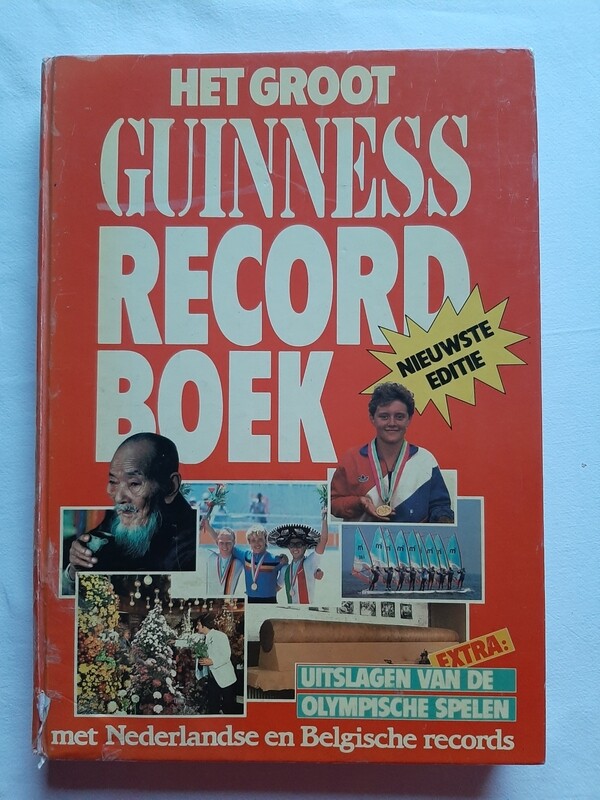 HET GROOT
GUINNESS
RECORD
BOEK
NIEUWSTE
EDITIE
EXTRA:
UITSLAGEN VAN DE
OLYMPISCHE SPELEN
met Nederlandse en Belgische records